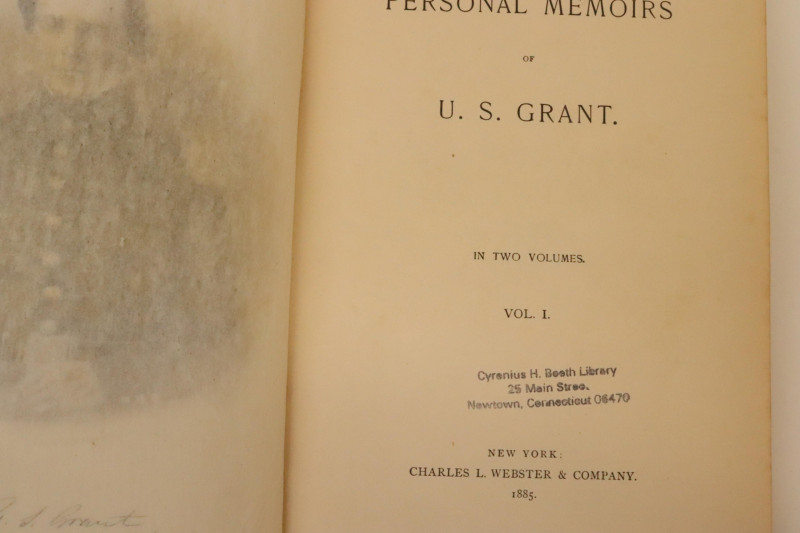 PERSONAL MEMOIRS
OF
U. S. GRANT.
IN TWO VOLUMES.
VOL. I.
Cyrenius H. Booth Library
25 Main Stree.
Newtown, Connecticut 06470
NEW YORK:
CHARLES L. WEBSTER & COMPANY.
1885.
S. Grant